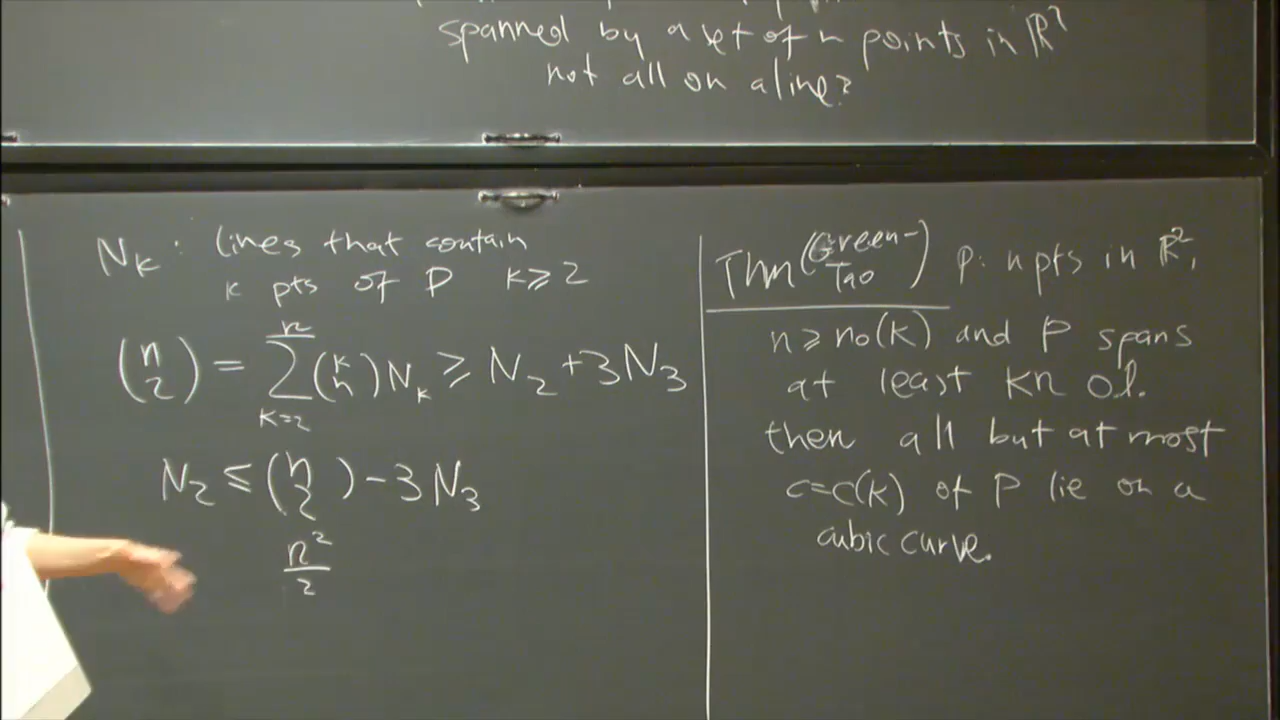 spanned by a set of n points in ℝ²
not all on a line?
N_k : lines that contain
k pts of P k ≥ 2
(n 2) = ∑_{k=2}^{n} (k n) N_k ≥ N_2 + 3N_3
N_2 ≤ (n 2) - 3N_3
n²/2
Thm (Green-Tao) P: n pts in ℝ²,
n ≥ n_0(k) and P spans
at least kn o.l.
then all but at most
c=c(k) of P lie on a
cubic curve.